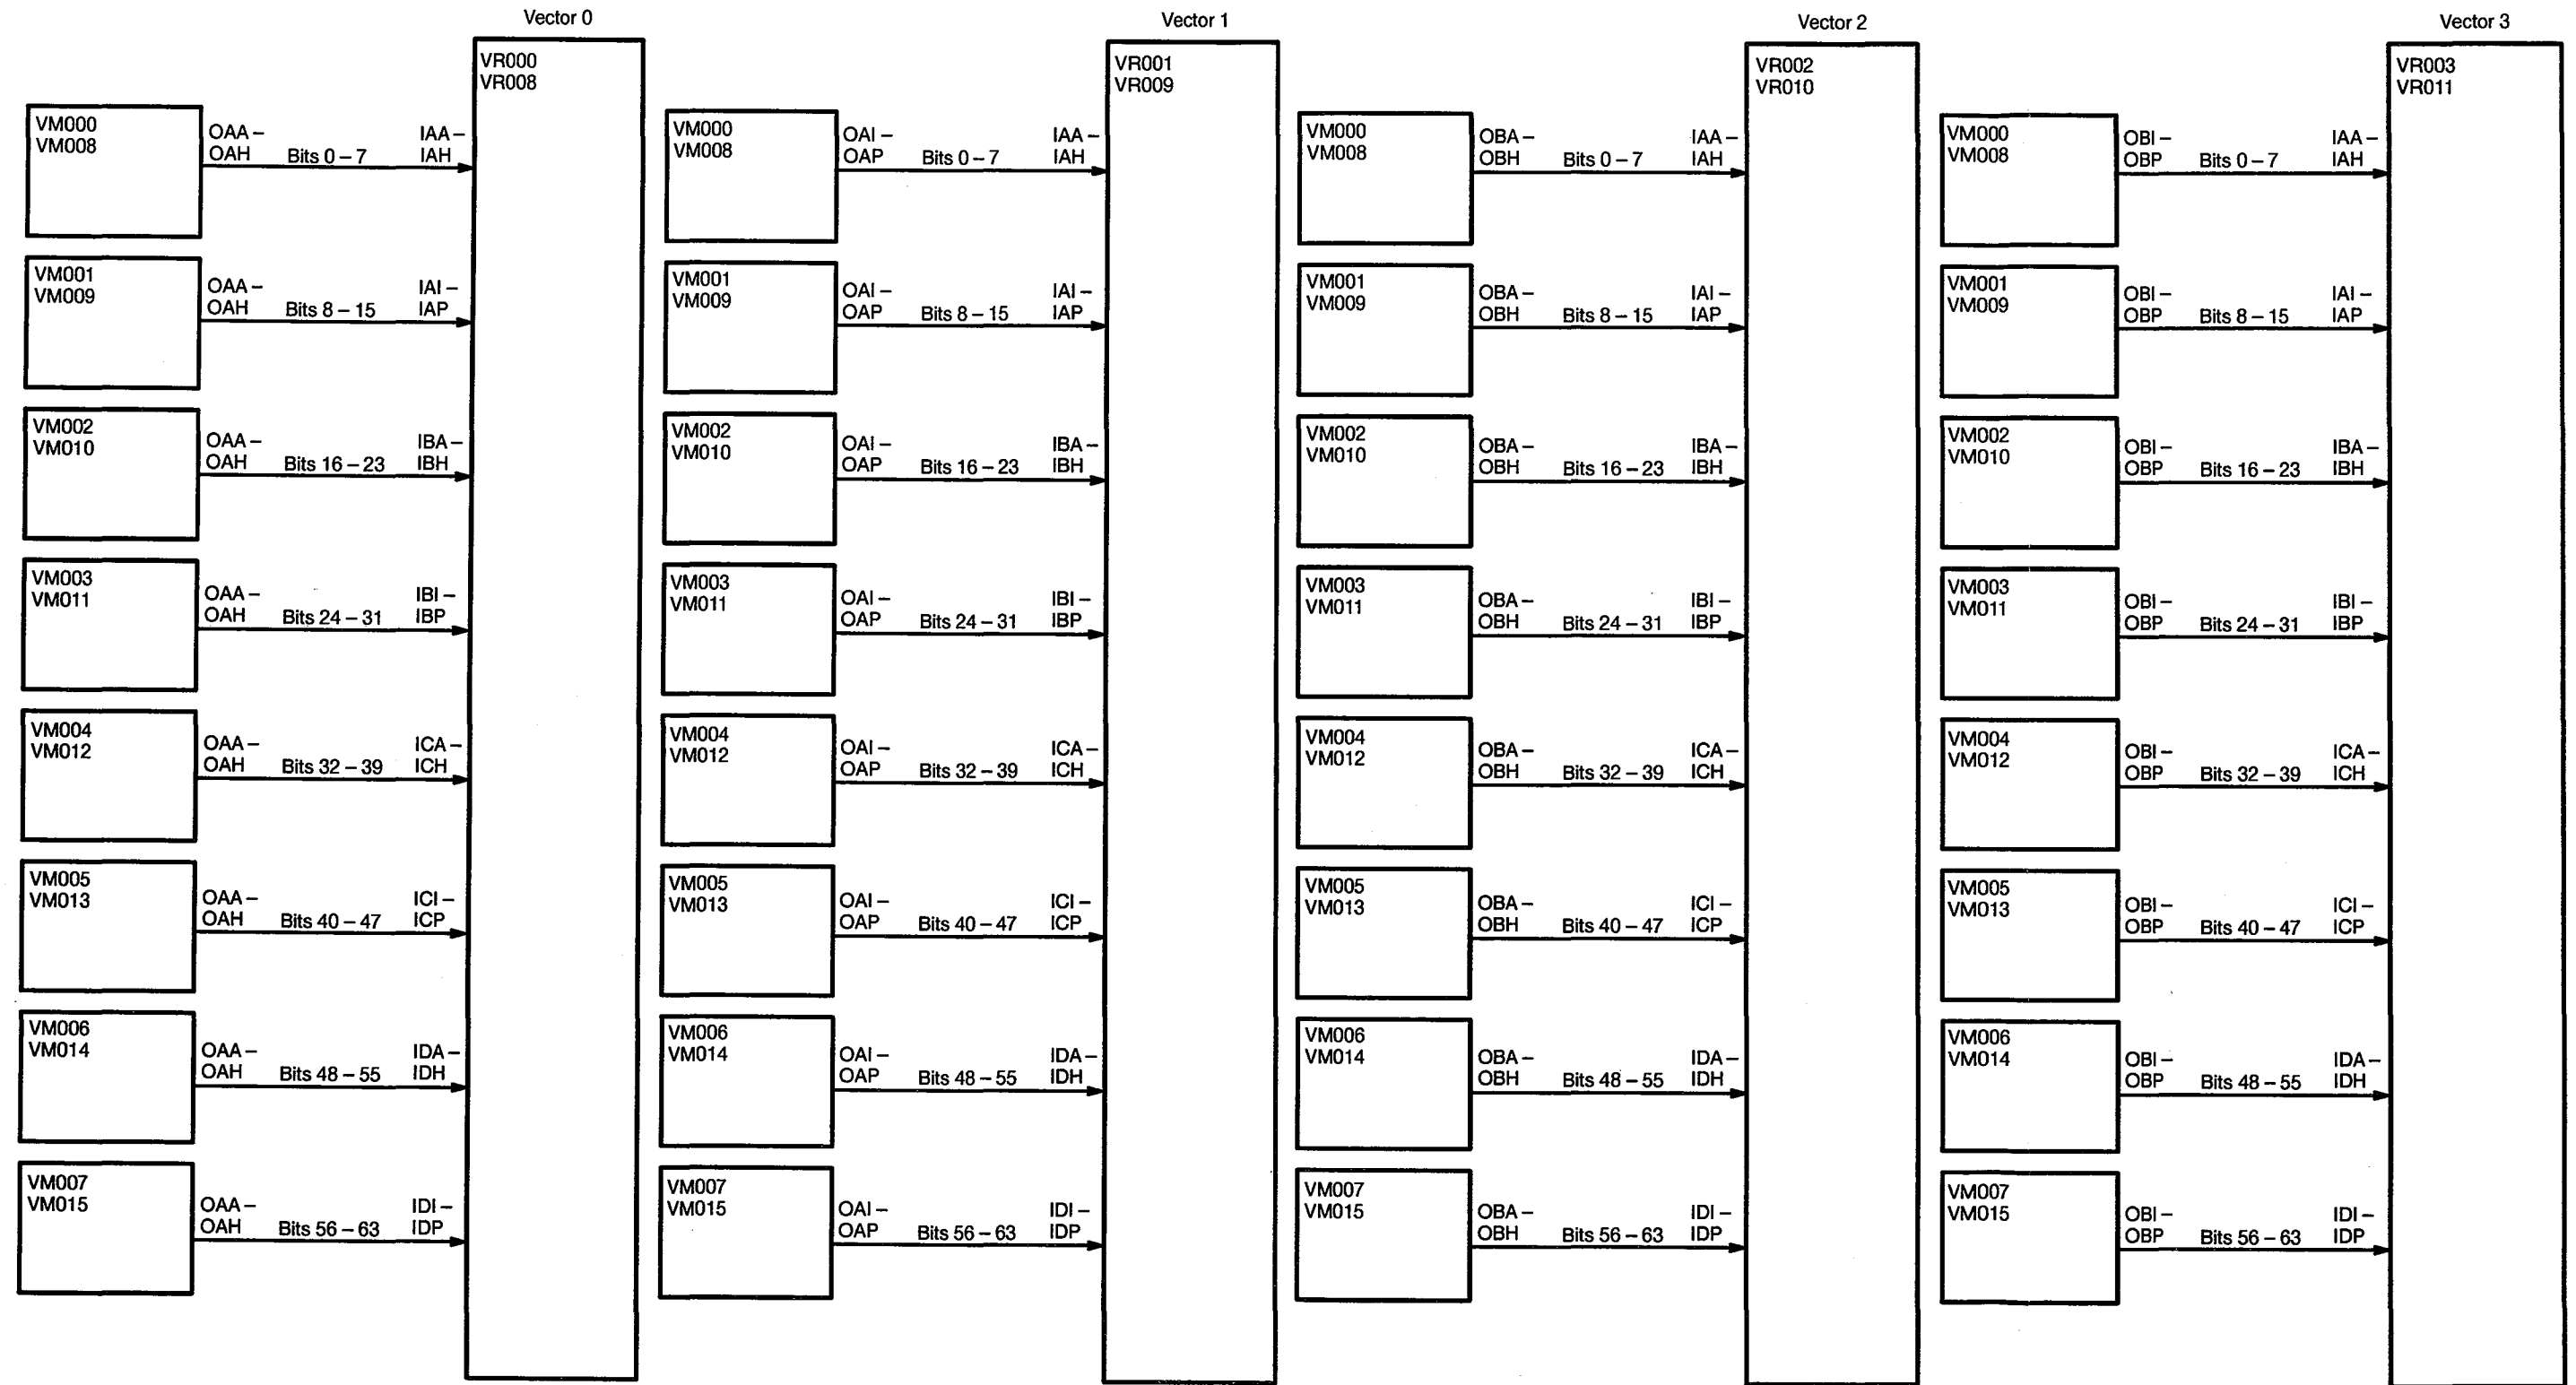 Vector 0
VR000
VR008
VM000
VM008
OAA – IAA –
OAH Bits 0 – 7 IAH
VM001
VM009
OAA – IAI –
OAH Bits 8 – 15 IAP
VM002
VM010
OAA – IBA –
OAH Bits 16 – 23 IBH
VM003
VM011
OAA – IBI –
OAH Bits 24 – 31 IBP
VM004
VM012
OAA – ICA –
OAH Bits 32 – 39 ICH
VM005
VM013
OAA – ICI –
OAH Bits 40 – 47 ICP
VM006
VM014
OAA – IDA –
OAH Bits 48 – 55 IDH
VM007
VM015
OAA – IDI –
OAH Bits 56 – 63 IDP
Vector 1
VR001
VR009
VM000
VM008
OAI – IAA –
OAP Bits 0 – 7 IAH
VM001
VM009
OAI – IAI –
OAP Bits 8 – 15 IAP
VM002
VM010
OAI – IBA –
OAP Bits 16 – 23 IBH
VM003
VM011
OAI – IBI –
OAP Bits 24 – 31 IBP
VM004
VM012
OAI – ICA –
OAP Bits 32 – 39 ICH
VM005
VM013
OAI – ICI –
OAP Bits 40 – 47 ICP
VM006
VM014
OAI – IDA –
OAP Bits 48 – 55 IDH
VM007
VM015
OAI – IDI –
OAP Bits 56 – 63 IDP
Vector 2
VR002
VR010
VM000
VM008
OBA – IAA –
OBH Bits 0 – 7 IAH
VM001
VM009
OBA – IAI –
OBH Bits 8 – 15 IAP
VM002
VM010
OBA – IBA –
OBH Bits 16 – 23 IBH
VM003
VM011
OBA – IBI –
OBH Bits 24 – 31 IBP
VM004
VM012
OBA – ICA –
OBH Bits 32 – 39 ICH
VM005
VM013
OBA – ICI –
OBH Bits 40 – 47 ICP
VM006
VM014
OBA – IDA –
OBH Bits 48 – 55 IDH
VM007
VM015
OBA – IDI –
OBH Bits 56 – 63 IDP
Vector 3
VR003
VR011
VM000
VM008
OBI – IAA –
OBP Bits 0 – 7 IAH
VM001
VM009
OBI – IAI –
OBP Bits 8 – 15 IAP
VM002
VM010
OBI – IBA –
OBP Bits 16 – 23 IBH
VM003
VM011
OBI – IBI –
OBP Bits 24 – 31 IBP
VM004
VM012
OBI – ICA –
OBP Bits 32 – 39 ICH
VM005
VM013
OBI – ICI –
OBP Bits 40 – 47 ICP
VM006
VM014
OBI – IDA –
OBP Bits 48 – 55 IDH
VM007
VM015
OBI – IDI –
OBP Bits 56 – 63 IDP